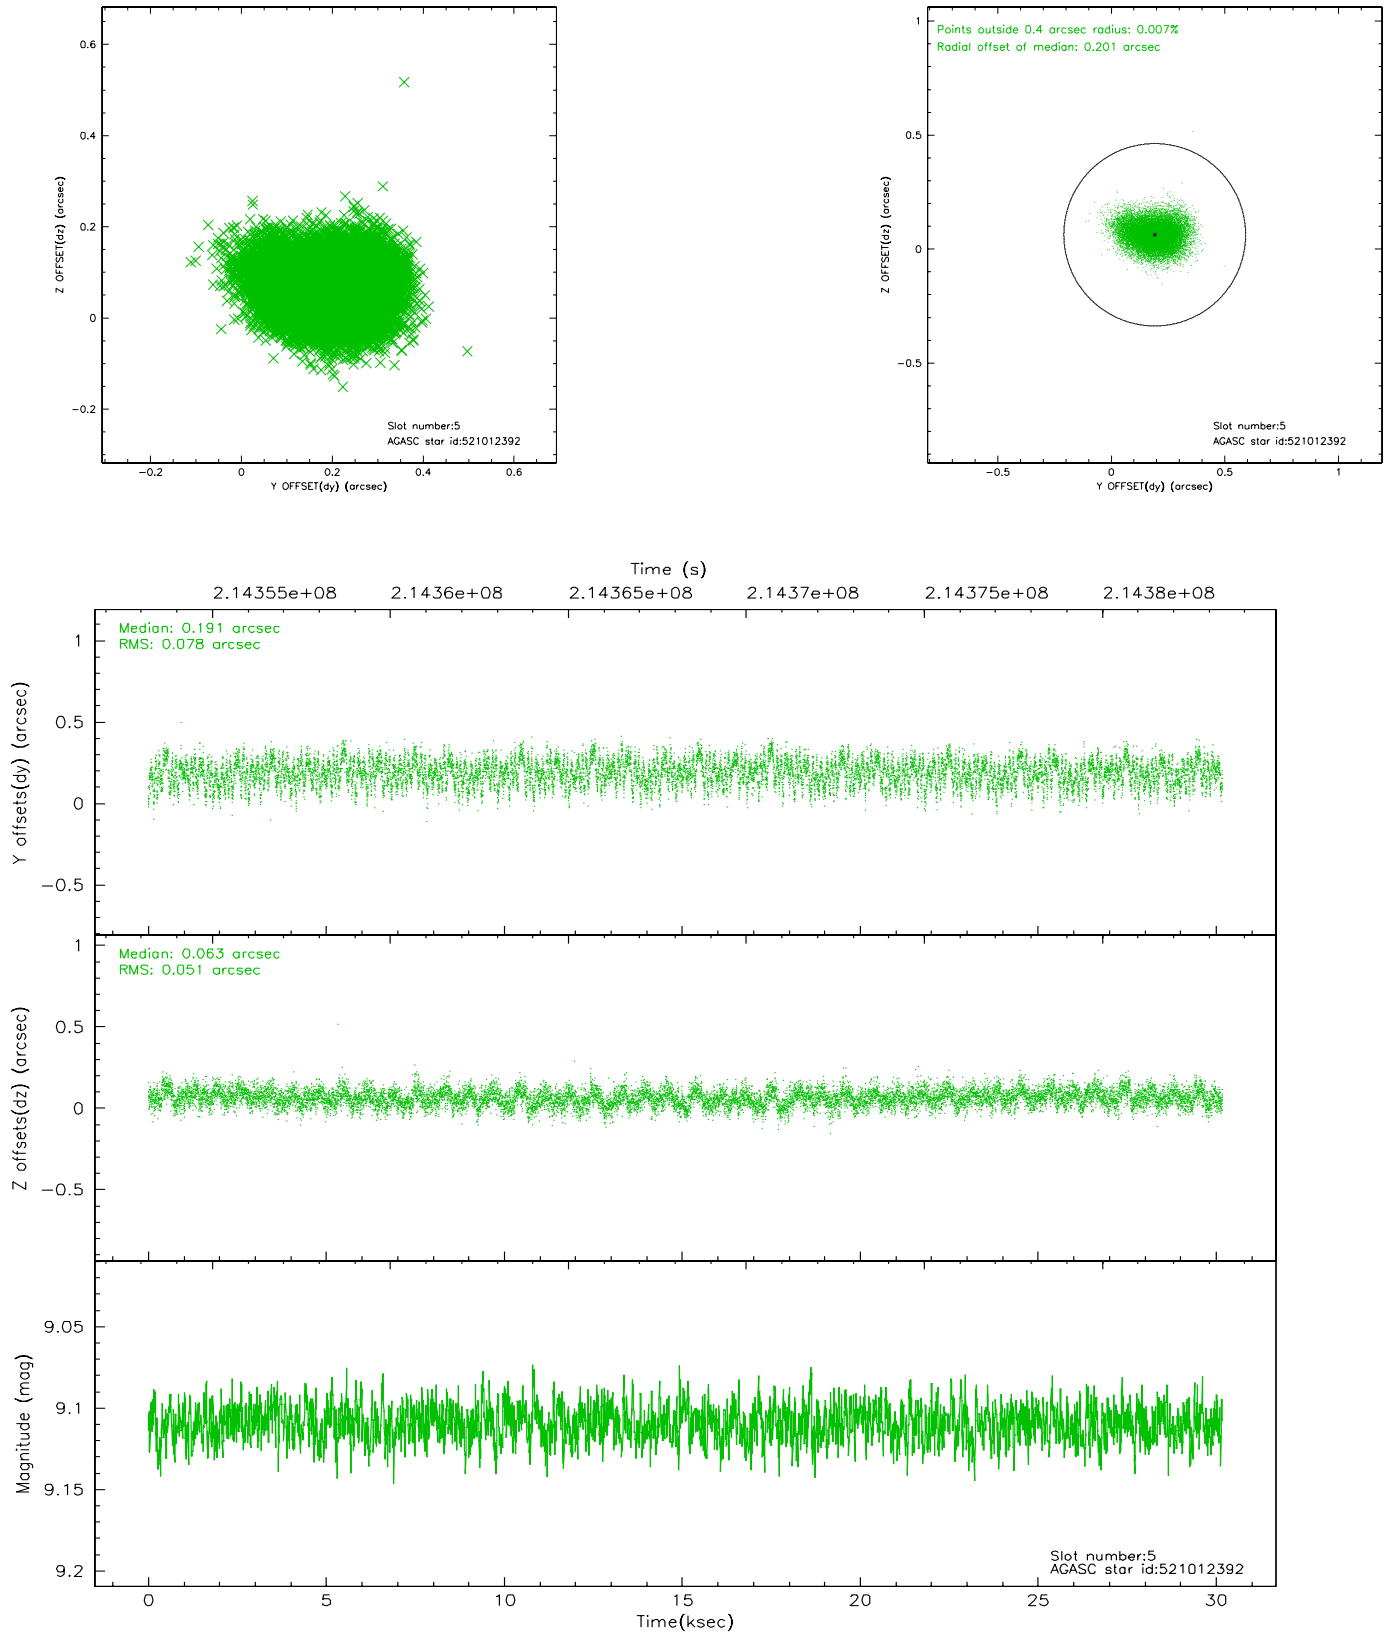 0.6
0.4
0.2
0
−0.2
Z OFFSET(dz) (arcsec)
Slot number:5
AGASC star id:521012392
−0.2 0 0.2 0.4 0.6
Y OFFSET(dy) (arcsec)
Points outside 0.4 arcsec radius: 0.007%
Radial offset of median: 0.201 arcsec
1
0.5
0
−0.5
Z OFFSET(dz) (arcsec)
Slot number:5
AGASC star id:521012392
−0.5 0 0.5 1
Y OFFSET(dy) (arcsec)
Time (s)
2.14355e+08 2.1436e+08 2.14365e+08 2.1437e+08 2.14375e+08 2.1438e+08
Median: 0.191 arcsec
RMS: 0.078 arcsec
1
0.5
0
−0.5
Y offsets(dy) (arcsec)
Median: 0.063 arcsec
RMS: 0.051 arcsec
1
0.5
0
−0.5
Z offsets(dz) (arcsec)
9.05
9.1
9.15
9.2
Magnitude (mag)
Slot number:5
AGASC star id:521012392
0 5 10 15 20 25 30
Time(ksec)